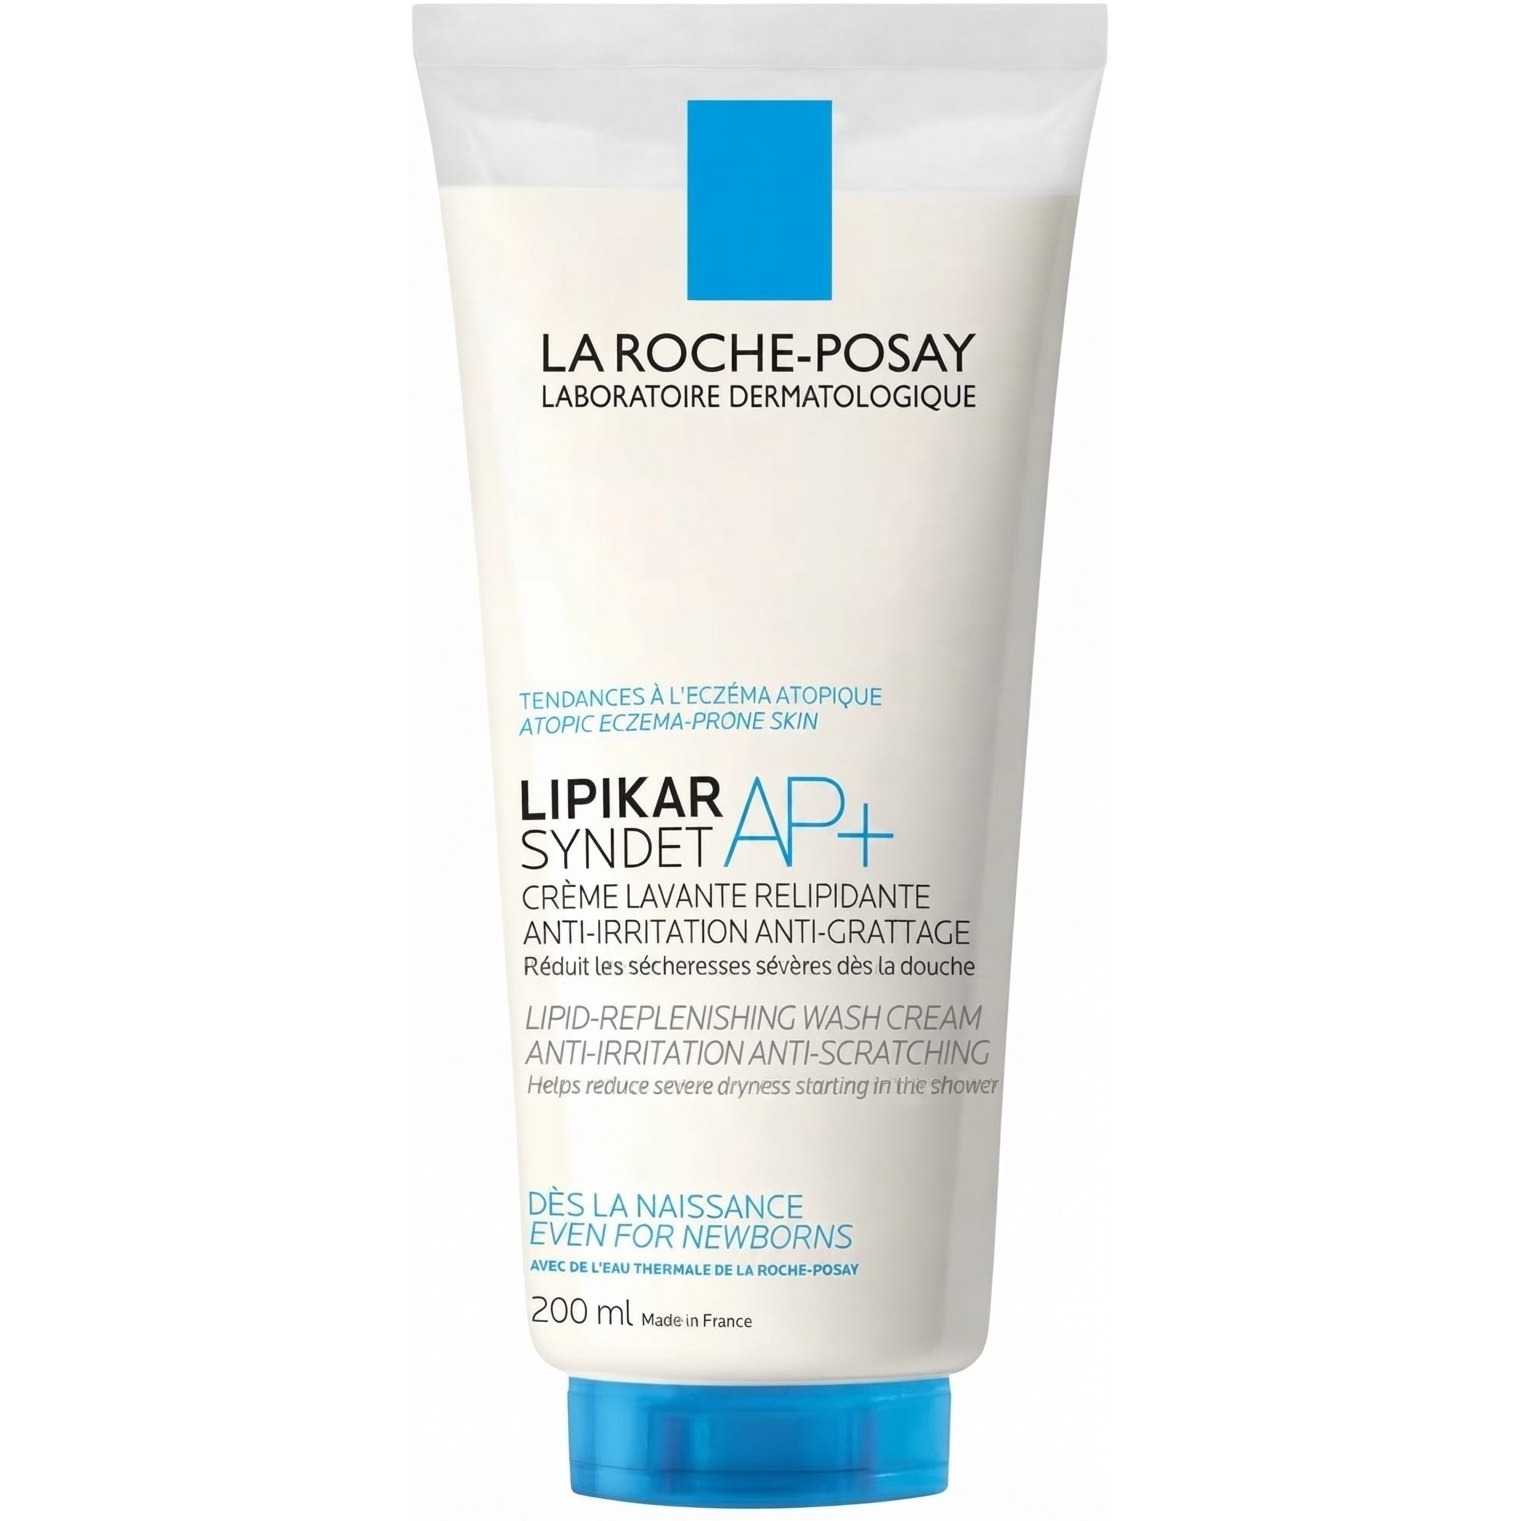 LA ROCHE-POSAY
LABORATOIRE DERMATOLOGIQUE
TENDANCES À L'ECZÉMA ATOPIQUE
ATOPIC ECZEMA-PRONE SKIN
LIPIKAR
SYNDET AP+
CRÈME LAVANTE RELIPIDANTE
ANTI-IRRITATION ANTI-GRATTAGE
Réduit les sécheresses sévères dès la douche
LIPID-REPLENISHING WASH CREAM
ANTI-IRRITATION ANTI-SCRATCHING
Helps reduce severe dryness starting in the shower
DÈS LA NAISSANCE
EVEN FOR NEWBORNS
AVEC DE L'EAU THERMALE DE LA ROCHE-POSAY
200 ml Made in France